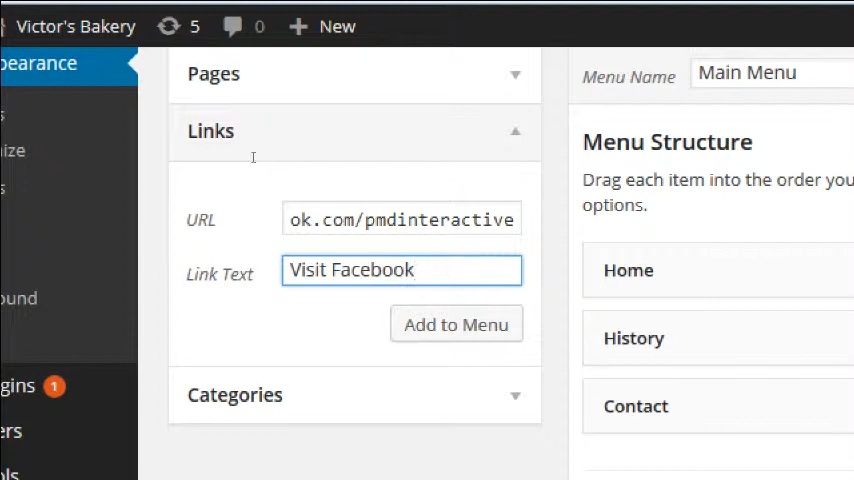 Victor's Bakery 5 0 New
pearance
ize
ound
gins 1
ers
ols
Pages
Links
URL ok.com/pmdinteractive
Link Text Visit Facebook
Add to Menu
Categories
Menu Name Main Menu
Menu Structure
Drag each item into the order you
options.
Home
History
Contact